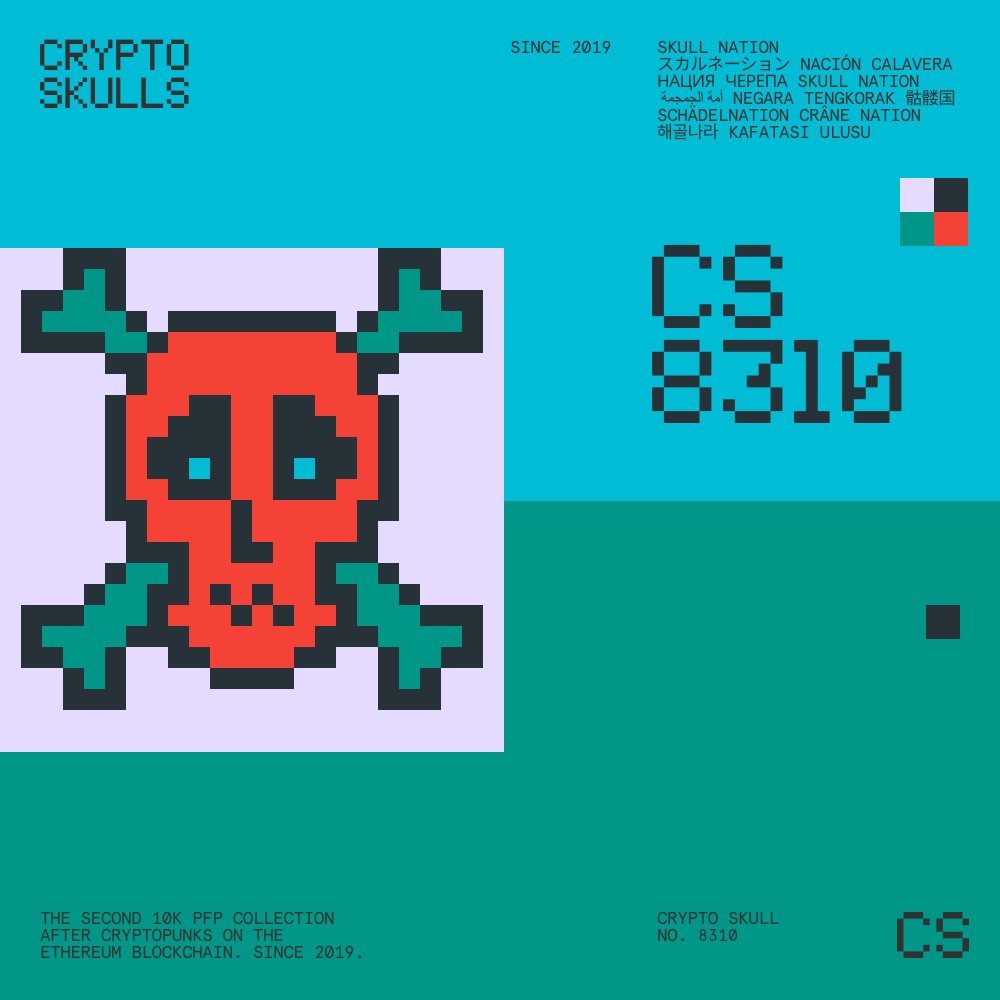 CRYPTO
SKULLS
SINCE 2019
SKULL NATION
スカルネーション NACIÓN CALAVERA
НАЦИЯ ЧЕРЕПА SKULL NATION
أمة الجمجمة NEGARA TENGKORAK 骷髅国
SCHÄDELNATION CRÂNE NATION
해골나라 KAFATASI ULUSU
CS
8310
THE SECOND 10K PFP COLLECTION
AFTER CRYPTOPUNKS ON THE
ETHEREUM BLOCKCHAIN. SINCE 2019.
CRYPTO SKULL
NO. 8310
CS